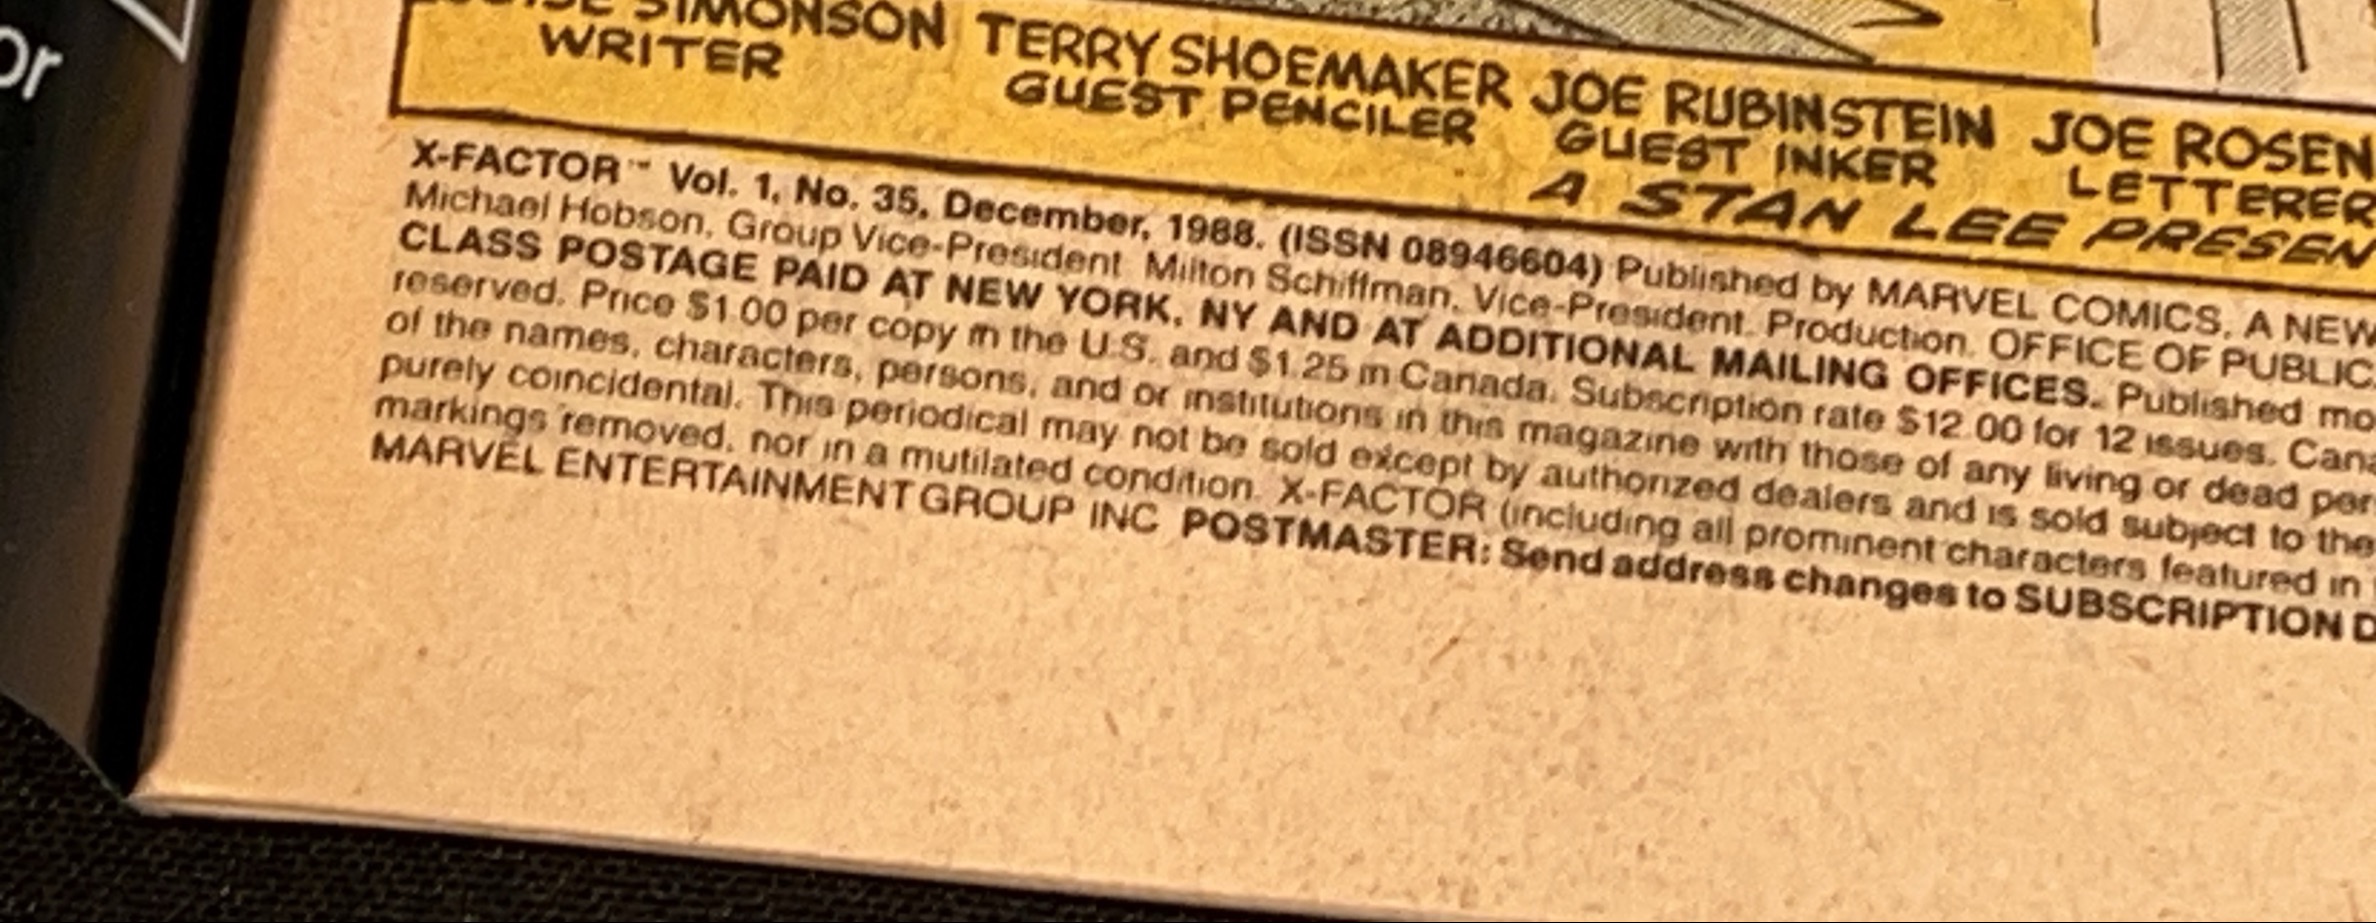 or
SIMONSON TERRY SHOEMAKER JOE RUBINSTEIN JOE ROSEN
WRITER GUEST PENCILER GUEST INKER LETTERER
A STAN LEE PRESEN
X-FACTOR™ Vol. 1, No. 35, December, 1988. (ISSN 08946604) Published by MARVEL COMICS, A NEW
Michael Hobson, Group Vice-President Milton Schiffman, Vice-President, Production. OFFICE OF PUBLIC
CLASS POSTAGE PAID AT NEW YORK, NY AND AT ADDITIONAL MAILING OFFICES. Published mo
reserved. Price $1.00 per copy in the U.S. and $1.25 in Canada. Subscription rate $12.00 for 12 issues. Cana
of the names, characters, persons, and or institutions in this magazine with those of any living or dead per
purely coincidental. This periodical may not be sold except by authorized dealers and is sold subject to the
markings removed, nor in a mutilated condition. X-FACTOR (including all prominent characters featured in
MARVEL ENTERTAINMENT GROUP INC POSTMASTER: Send address changes to SUBSCRIPTION D